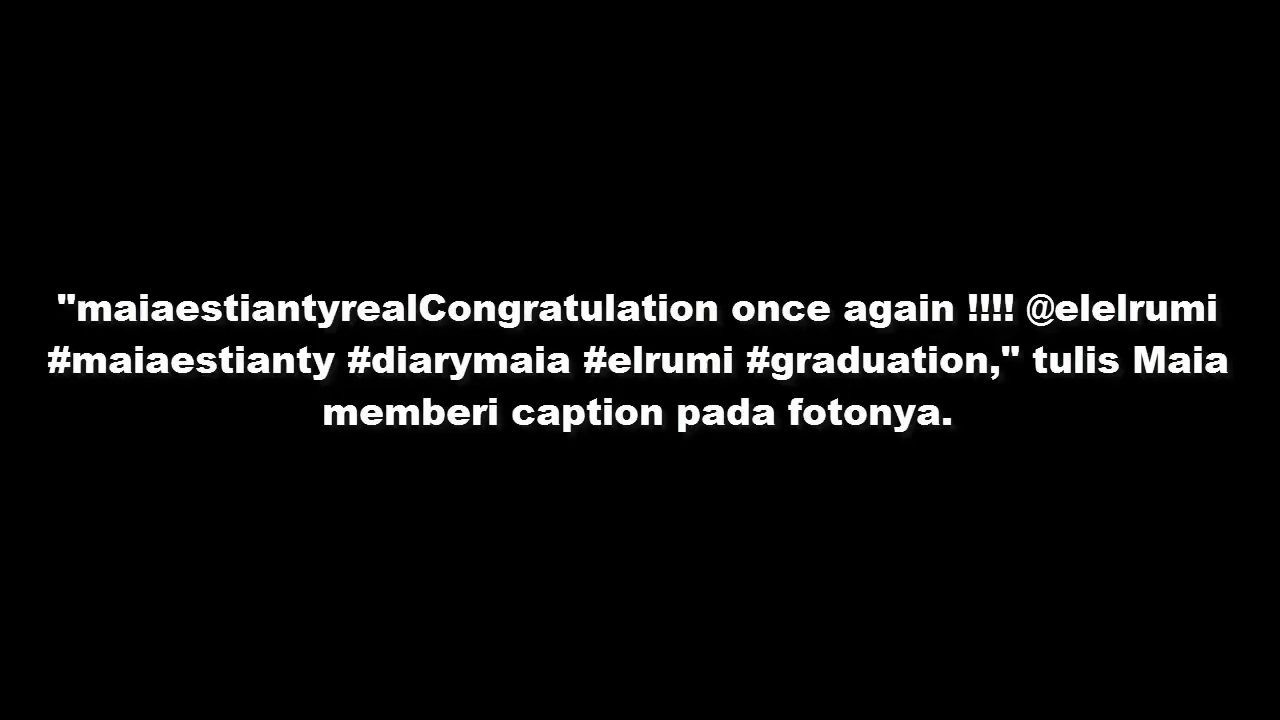 "maiaestiantyrealCongratulation once again !!!! @elelrumi
#maiaestianty #diarymaia #elrumi #graduation," tulis Maia
memberi caption pada fotonya.